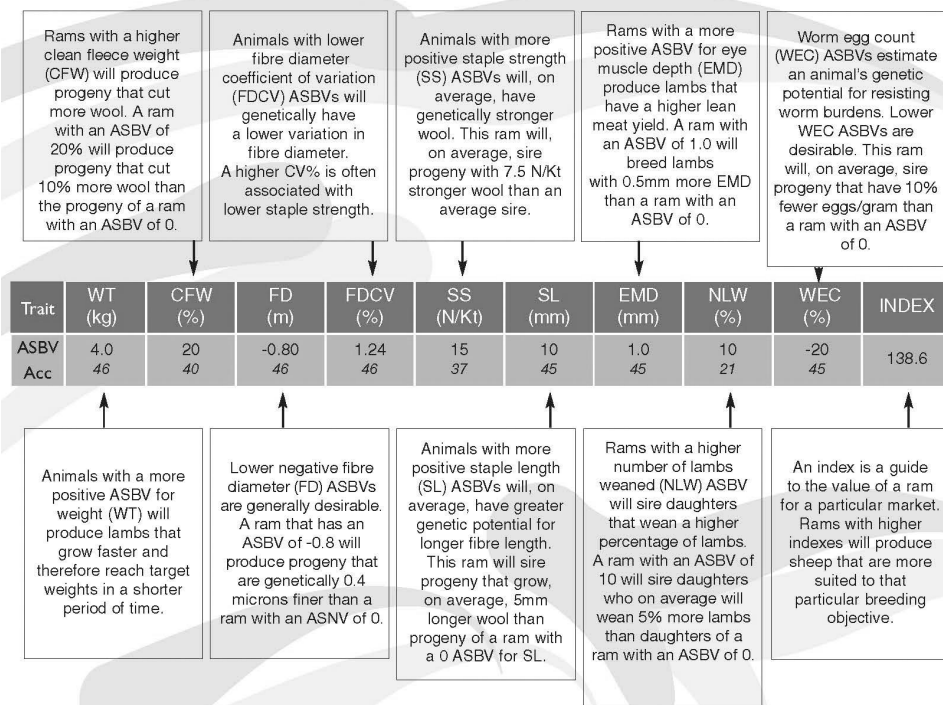 Rams with a higher
clean fleece weight
(CFW) will produce
progeny that cut
more wool. A ram
with an ASBV of
20% will produce
progeny that cut
10% more wool than
the progeny of a ram
with an ASBV of 0.
Animals with lower
fibre diameter
coefficient of variation
(FDCV) ASBVs will
genetically have
a lower variation in
fibre diameter.
A higher CV% is often
associated with
lower staple strength.
Animals with more
positive staple strength
(SS) ASBVs will, on
average, have
genetically stronger
wool. This ram will,
on average, sire
progeny with 7.5 N/Kt
stronger wool than an
average sire.
Rams with a more
positive ASBV for eye
muscle depth (EMD)
produce lambs that
have a higher lean
meat yield. A ram with
an ASBV of 1.0 will
breed lambs
with 0.5mm more EMD
than a ram with an
ASBV of 0.
Worm egg count
(WEC) ASBVs estimate
an animal's genetic
potential for resisting
worm burdens. Lower
WEC ASBVs are
desirable. This ram
will, on average, sire
progeny that have 10%
fewer eggs/gram than
a ram with an ASBV
of 0.
Trait WT (kg) CFW (%) FD (m) FDCV (%) SS (N/Kt) SL (mm) EMD (mm) NLW (%) WEC (%) INDEX
ASBV 4.0 20 -0.80 1.24 15 10 1.0 10 -20 138.6
Acc 46 40 46 46 37 45 45 21 45
Animals with a more
positive ASBV for
weight (WT) will
produce lambs that
grow faster and
therefore reach target
weights in a shorter
period of time.
Lower negative fibre
diameter (FD) ASBVs
are generally desirable.
A ram that has an
ASBV of -0.8 will
produce progeny that
are genetically 0.4
microns finer than a
ram with an ASNV of 0.
Animals with more
positive staple length
(SL) ASBVs will, on
average, have greater
genetic potential for
longer fibre length.
This ram will sire
progeny that grow,
on average, 5mm
longer wool than
progeny of a ram with
a 0 ASBV for SL.
Rams with a higher
number of lambs
weaned (NLW) ASBV
will sire daughters
that wean a higher
percentage of lambs.
A ram with an ASBV of
10 will sire daughters
who on average will
wean 5% more lambs
than daughters of a
ram with an ASBV of 0.
An index is a guide
to the value of a ram
for a particular market.
Rams with higher
indexes will produce
sheep that are more
suited to that
particular breeding
objective.